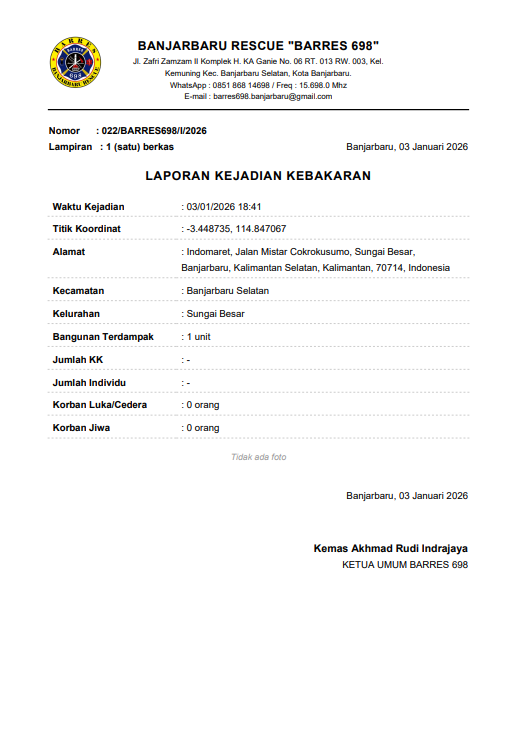 BARRES
BARRES
698
BANJARBARU RESCUE
BANJARBARU RESCUE "BARRES 698"
Jl. Zafri Zamzam II Komplek H. KA Ganie No. 06 RT. 013 RW. 003, Kel.
Kemuning Kec. Banjarbaru Selatan, Kota Banjarbaru.
WhatsApp : 0851 868 14698 / Freq : 15.698.0 Mhz
E-mail : barres698.banjarbaru@gmail.com
Nomor : 022/BARRES698/I/2026
Lampiran : 1 (satu) berkas Banjarbaru, 03 Januari 2026
LAPORAN KEJADIAN KEBAKARAN
Waktu Kejadian : 03/01/2026 18:41
Titik Koordinat : -3.448735, 114.847067
Alamat : Indomaret, Jalan Mistar Cokrokusumo, Sungai Besar,
Banjarbaru, Kalimantan Selatan, Kalimantan, 70714, Indonesia
Kecamatan : Banjarbaru Selatan
Kelurahan : Sungai Besar
Bangunan Terdampak : 1 unit
Jumlah KK : -
Jumlah Individu : -
Korban Luka/Cedera : 0 orang
Korban Jiwa : 0 orang
Tidak ada foto
Banjarbaru, 03 Januari 2026
Kemas Akhmad Rudi Indrajaya
KETUA UMUM BARRES 698